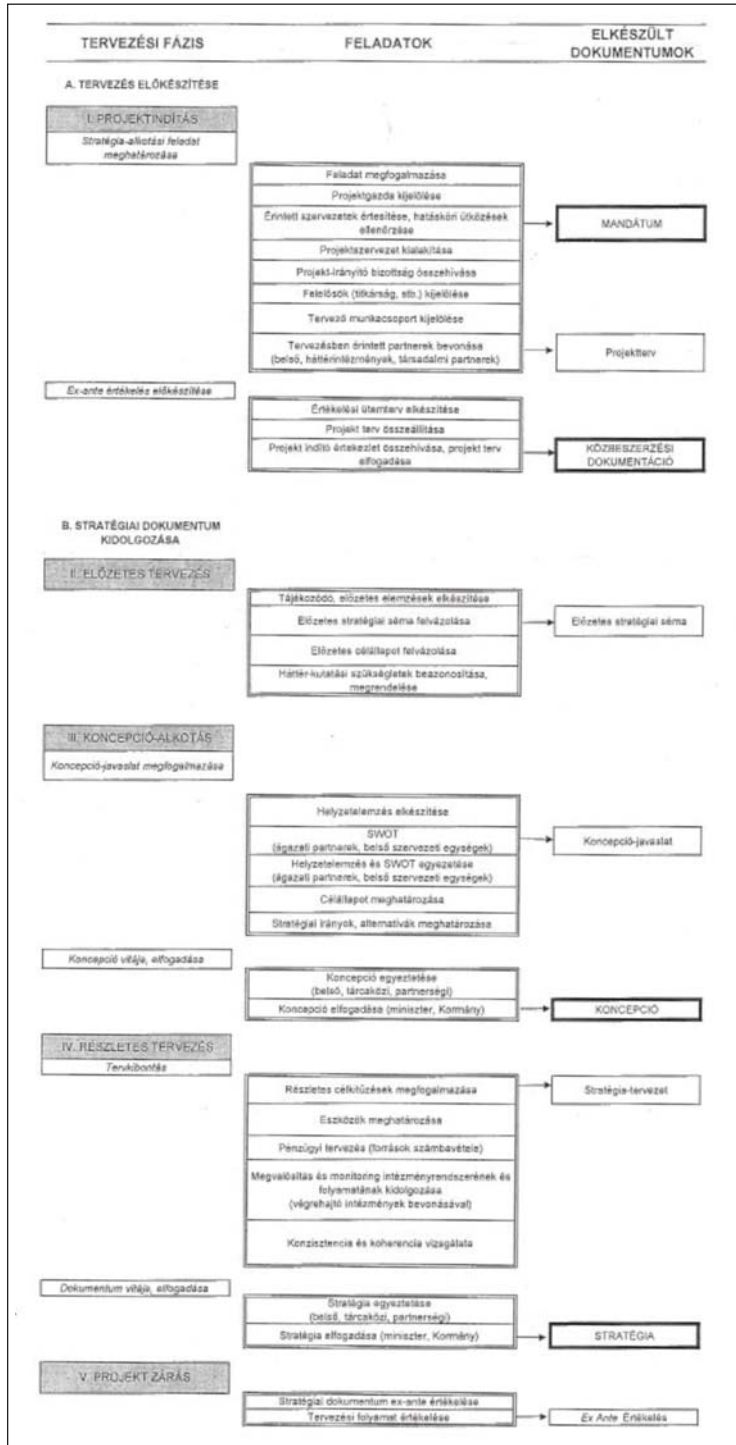 TERVEZÉSI FÁZIS
FELADATOK
ELKÉSZÜLT
DOKUMENTUMOK
A. TERVEZÉS ELŐKÉSZÍTÉSE
I. PROJEKTINDÍTÁS
Stratégia-alkotási feladat
meghatározása
Feladat megfogalmazása
Projektgazda kijelölése
Érintett szervezetek értesítése, hatásköri ütközések
ellenőrzése
MANDÁTUM
Projektszervezet kialakítása
Projekt-irányító bizottság összehívása
Felelősök (titkárság, stb.) kijelölése
Tervező munkacsoport kijelölése
Tervezésben érintett partnerek bevonása
(belső, háttérintézmények, társadalmi partnerek)
Projektterv
Ex-ante értékelés előkészítése
Értékelési ütemterv elkészítése
Projekt terv összeállítása
Projekt indító értekezlet összehívása, projekt terv
elfogadása
KÖZBESZERZÉSI
DOKUMENTÁCIÓ
B. STRATÉGIAI DOKUMENTUM
KIDOLGOZÁSA
II. ELŐZETES TERVEZÉS
Tájékozódó, előzetes elemzések elkészítése
Előzetes stratégiai séma felvázolása
Előzetes stratégiai séma
Előzetes célállapot felvázolása
Háttér-kutatási szükségletek beazonosítása,
megrendelése
III. KONCEPCIÓ-ALKOTÁS
Koncepció-javaslat megfogalmazása
Helyzetelemzés elkészítése
SWOT
(ágazati partnerek, belső szervezeti egységek)
Koncepció-javaslat
Helyzetelemzés és SWOT egyezetése
(ágazati partnerek, belső szervezeti egységek)
Célállapot meghatározása
Stratégiai irányok, alternatívák meghatározása
Koncepció vitája, elfogadása
Koncepció egyeztetése
(belső, tárcaközi, partnerségi)
Koncepció elfogadása (miniszter, Kormány)
KONCEPCIÓ
IV. RÉSZLETES TERVEZÉS
Tervkibontás
Részletes célkitűzések megfogalmazása
Stratégia-tervezet
Eszközök meghatározása
Pénzügyi tervezés (források számbavétele)
Megvalósítás és monitoring intézményrendszerének és
folyamatának kidolgozása
(végrehajtó intézmények bevonásával)
Konzisztencia és koherencia vizsgálata
Dokumentum vitája, elfogadása
Stratégia egyeztetése
(belső, tárcaközi, partnerségi)
Stratégia elfogadása (miniszter, Kormány)
STRATÉGIA
V. PROJEKT ZÁRÁS
Stratégiai dokumentum ex-ante értékelése
Tervezési folyamat értékelése
Ex Ante Értékelés